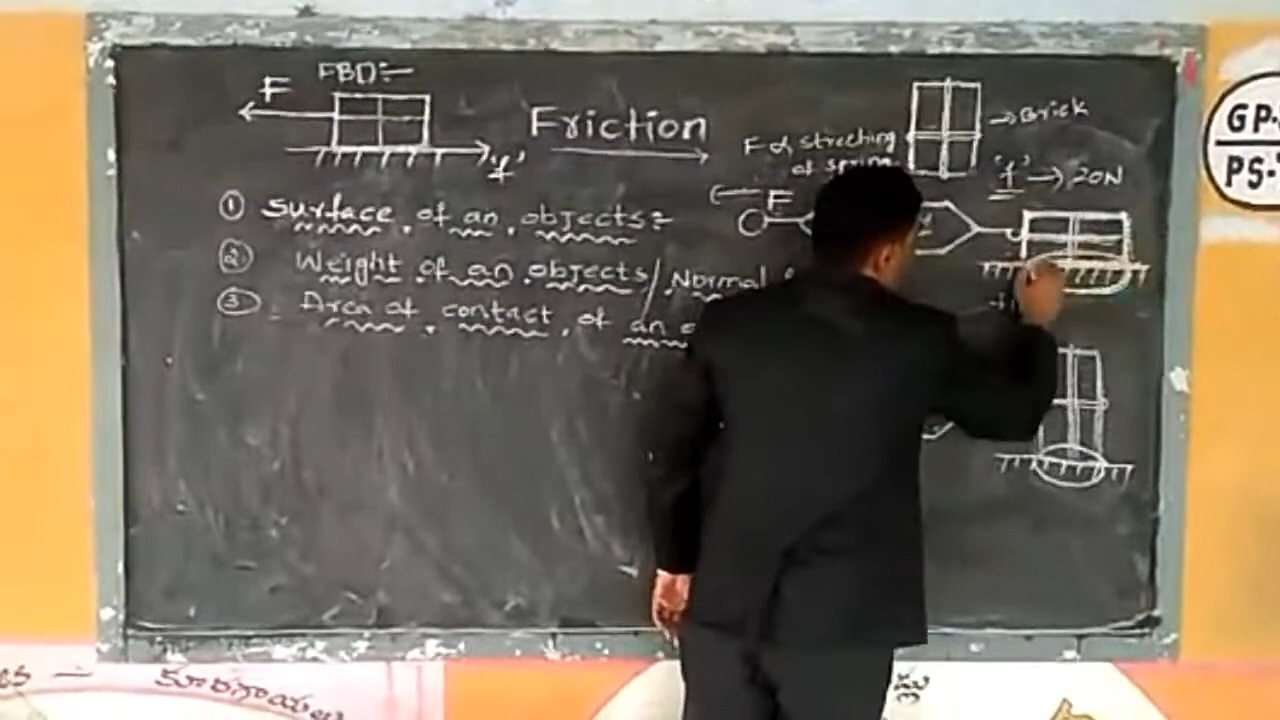 FBD:-
F
Friction
→ Brick
F α streching
of spring
'f' → 20N
'f'
F
① Surface of an objects:
② Weight of an objects/Normal
③ Area of contact of an
GP-
PS-